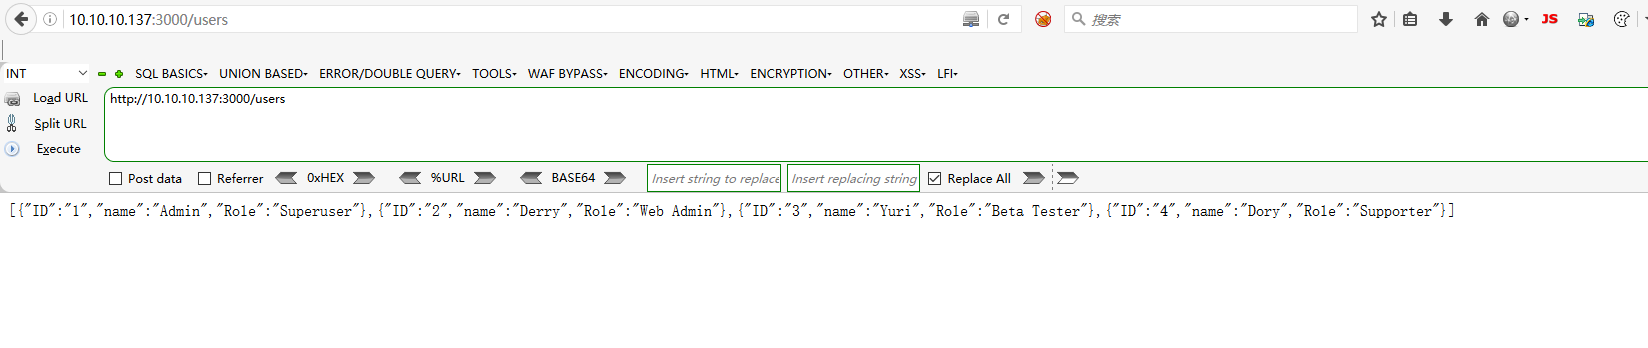 10.10.10.137:3000/users
搜索
JS
INT
SQL BASICS▾ UNION BASED▾ ERROR/DOUBLE QUERY▾ TOOLS▾ WAF BYPASS▾ ENCODING▾ HTML▾ ENCRYPTION▾ OTHER▾ XSS▾ LFI▾
Load URL
http://10.10.10.137:3000/users
Split URL
Execute
Post data Referrer 0xHEX %URL BASE64 Insert string to replace Insert replacing string Replace All
[{"ID":"1","name":"Admin","Role":"Superuser"},{"ID":"2","name":"Derry","Role":"Web Admin"},{"ID":"3","name":"Yuri","Role":"Beta Tester"},{"ID":"4","name":"Dory","Role":"Supporter"}]